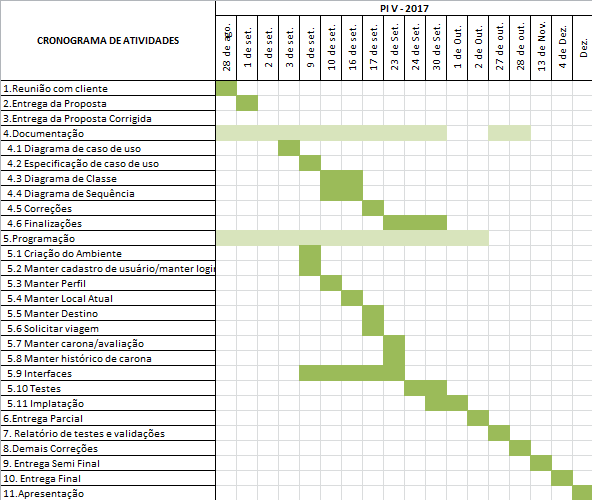 PI V - 2017
CRONOGRAMA DE ATIVIDADES
28 de ago.
1 de set.
2 de set.
3 de set.
9 de set.
10 de set.
16 de set.
17 de set.
23 de Set.
24 de Set.
30 de Set.
1 de Out.
2 de Out.
27 de out.
28 de out.
13 de Nov.
4 de Dez.
Dez.
1.Reunião com cliente
2.Entrega da Proposta
3.Entrega da Proposta Corrigida
4.Documentação
4.1 Diagrama de caso de uso
4.2 Especificação de caso de uso
4.3 Diagrama de Classe
4.4 Diagrama de Sequência
4.5 Correções
4.6 Finalizações
5.Programação
5.1 Criação do Ambiente
5.2 Manter cadastro de usuário/manter login
5.3 Manter Perfil
5.4 Manter Local Atual
5.5 Manter Destino
5.6 Solicitar viagem
5.7 Manter carona/avaliação
5.8 Manter histórico de carona
5.9 Interfaces
5.10 Testes
5.11 Implatação
6.Entrega Parcial
7. Relatório de testes e validações
8.Demais Correções
9. Entrega Semi Final
10. Entrega Final
11.Apresentação